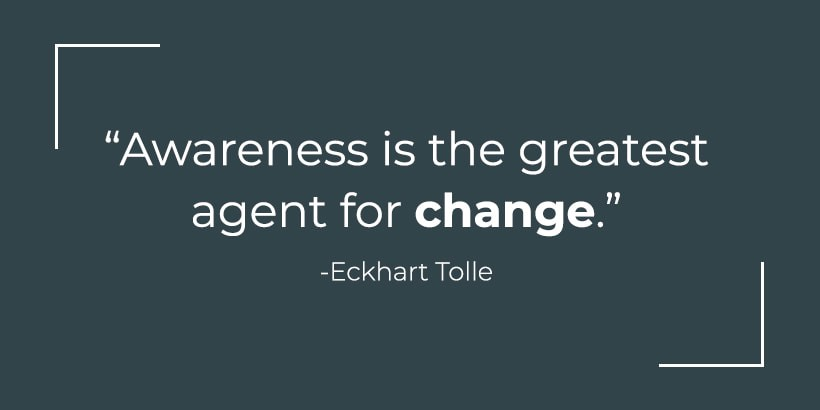 “Awareness is the greatest
agent for change.”
-Eckhart Tolle